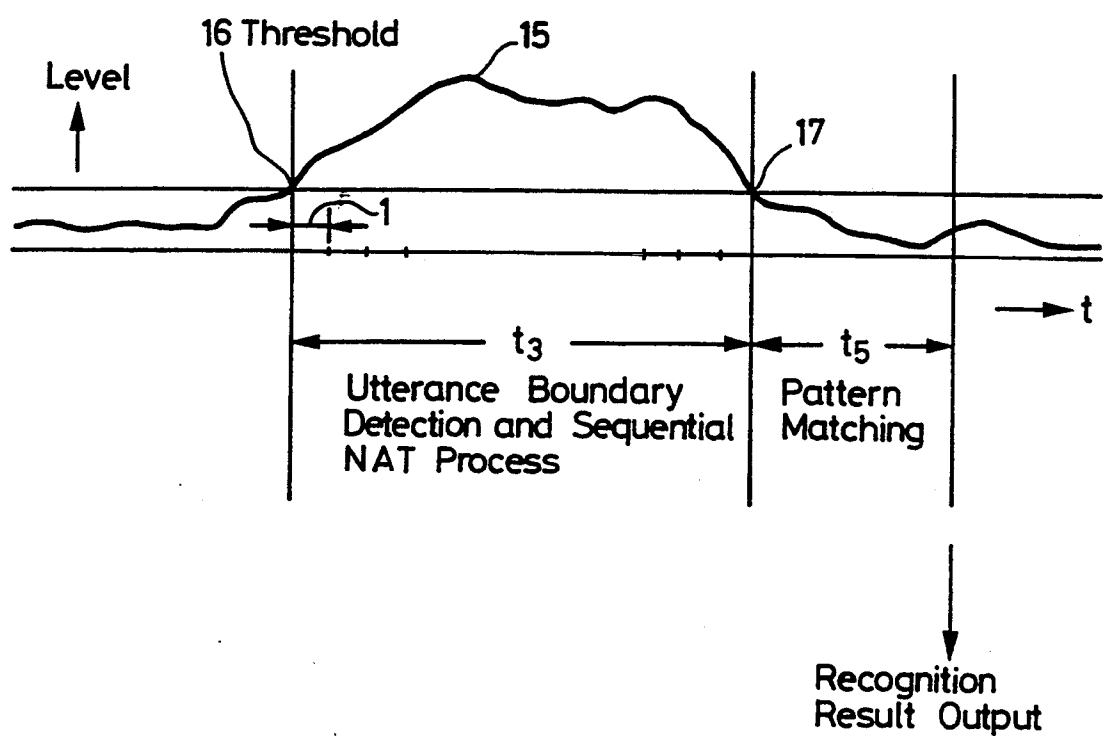 16 Threshold
15
Level
17
1
t
t3
t5
Utterance Boundary
Detection and Sequential
NAT Process
Pattern
Matching
Recognition
Result Output